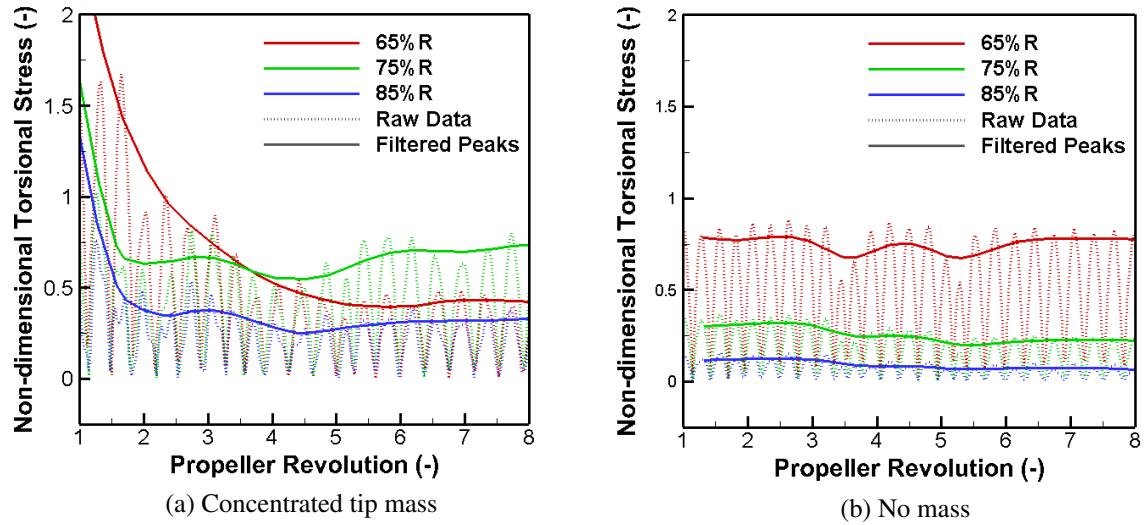 Non-dimensional Torsional Stress (-)
2
1.5
1
0.5
0
65% R
75% R
85% R
Raw Data
Filtered Peaks
1 2 3 4 5 6 7 8
Propeller Revolution (-)
(a) Concentrated tip mass
Non-dimensional Torsional Stress (-)
2
1.5
1
0.5
0
65% R
75% R
85% R
Raw Data
Filtered Peaks
1 2 3 4 5 6 7 8
Propeller Revolution (-)
(b) No mass